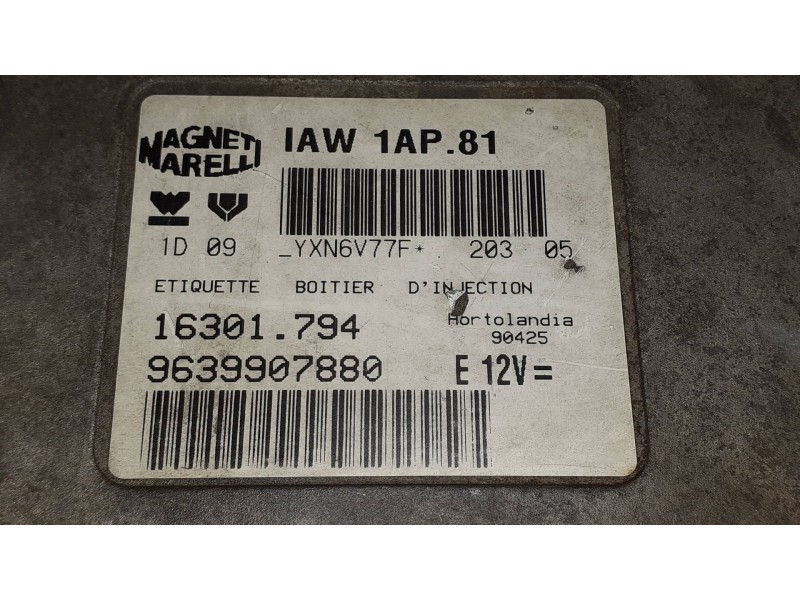 MAGNETI MARELLI
IAW 1AP.81
1D 09 _YXN6V77F* . 203 05
ETIQUETTE BOITIER D'INJECTION
16301.794
Hortolandia
90425
9639907880 E 12V=